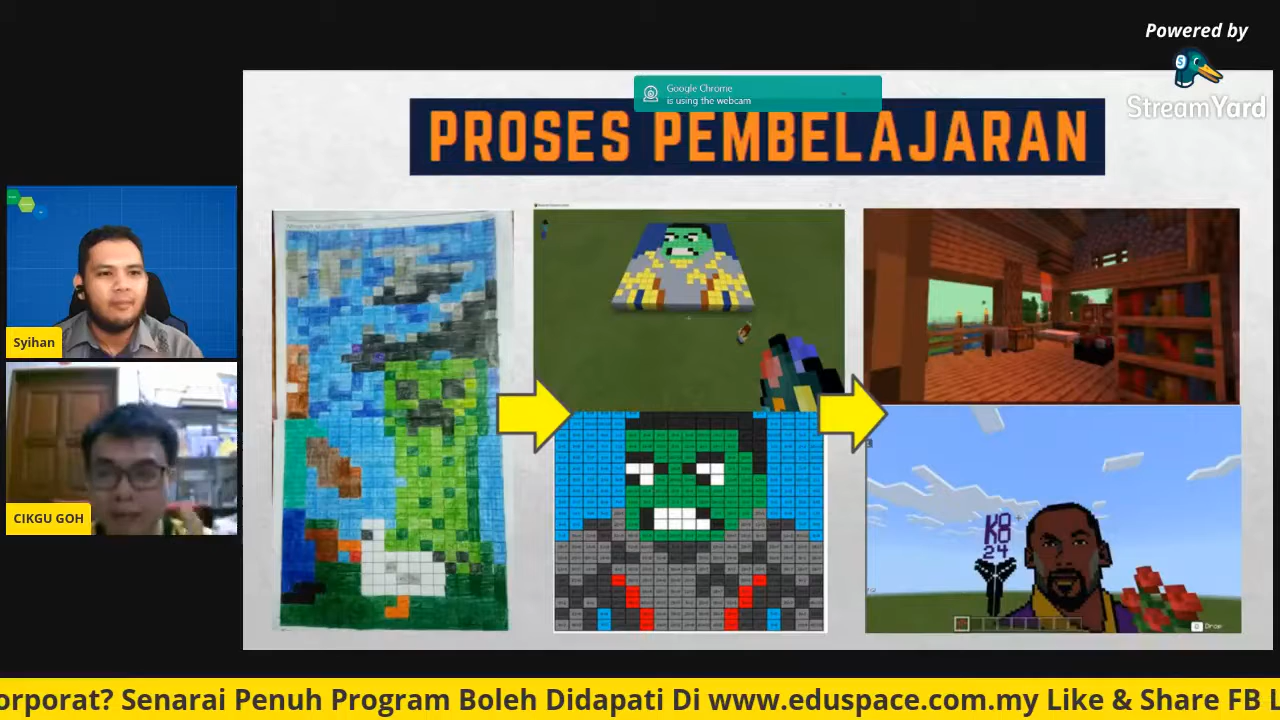 Powered by
StreamYard
Google Chrome
is using the webcam
PROSES PEMBELAJARAN
Syihan
CIKGU GOH
KB
24
Drop
orporat? Senarai Penuh Program Boleh Didapati Di www.eduspace.com.my Like & Share FB L